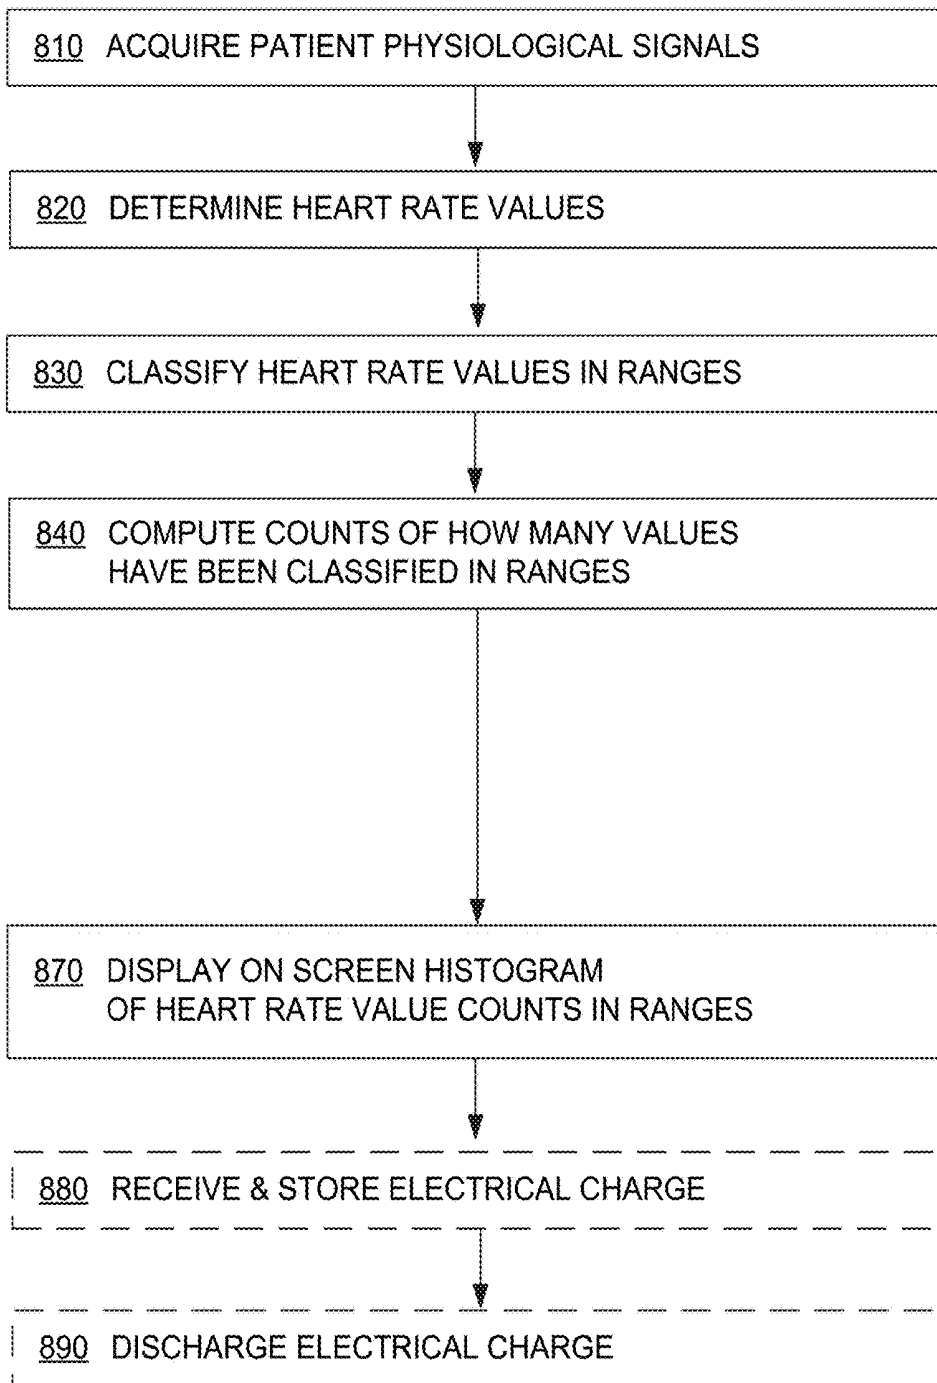 810 ACQUIRE PATIENT PHYSIOLOGICAL SIGNALS
820 DETERMINE HEART RATE VALUES
830 CLASSIFY HEART RATE VALUES IN RANGES
840 COMPUTE COUNTS OF HOW MANY VALUES
HAVE BEEN CLASSIFIED IN RANGES
870 DISPLAY ON SCREEN HISTOGRAM
OF HEART RATE VALUE COUNTS IN RANGES
880 RECEIVE & STORE ELECTRICAL CHARGE
890 DISCHARGE ELECTRICAL CHARGE